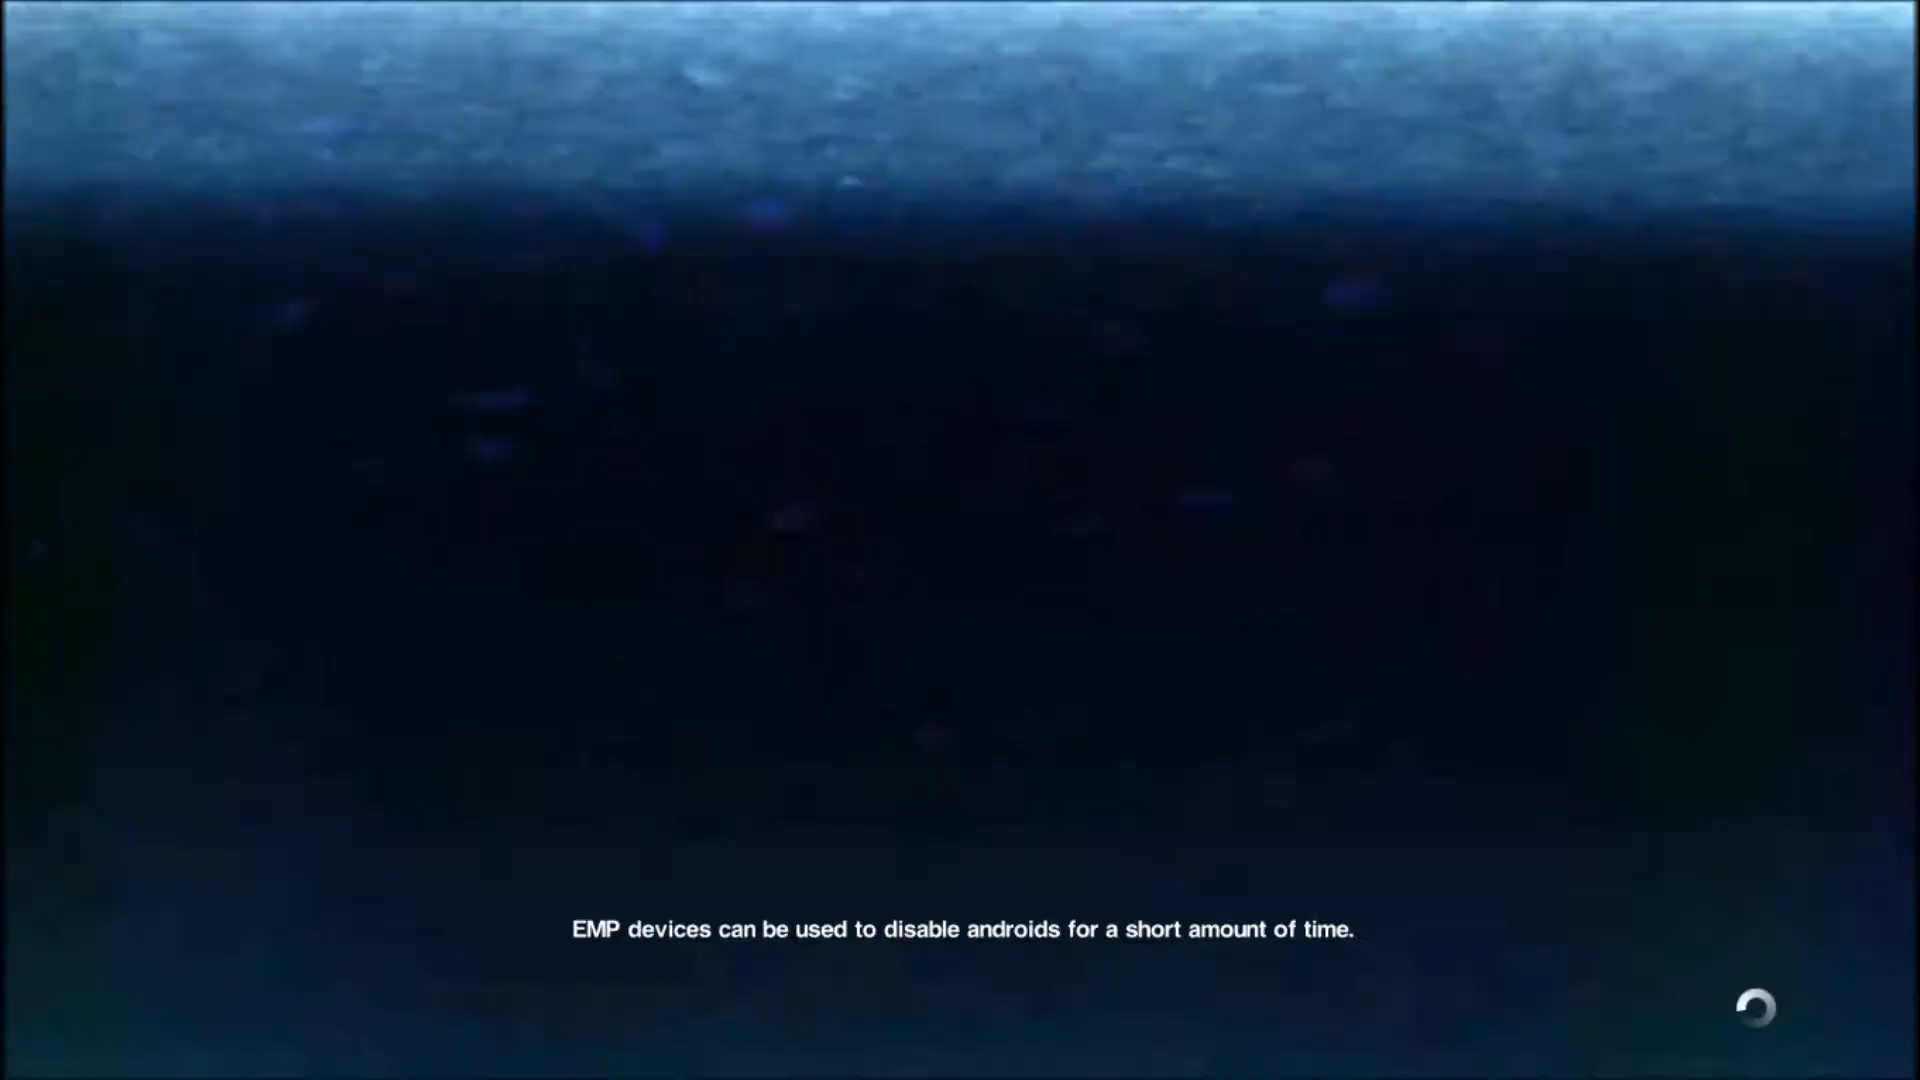 EMP devices can be used to disable androids for a short amount of time.